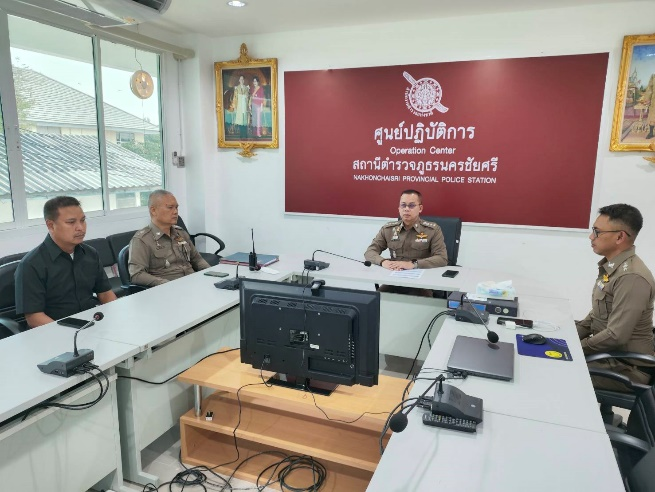 ศูนย์ปฏิบัติการ
Operation Center
สถานีตำรวจภูธรนครชัยศรี
NAKHONCHAISRI PROVINCIAL POLICE STATION